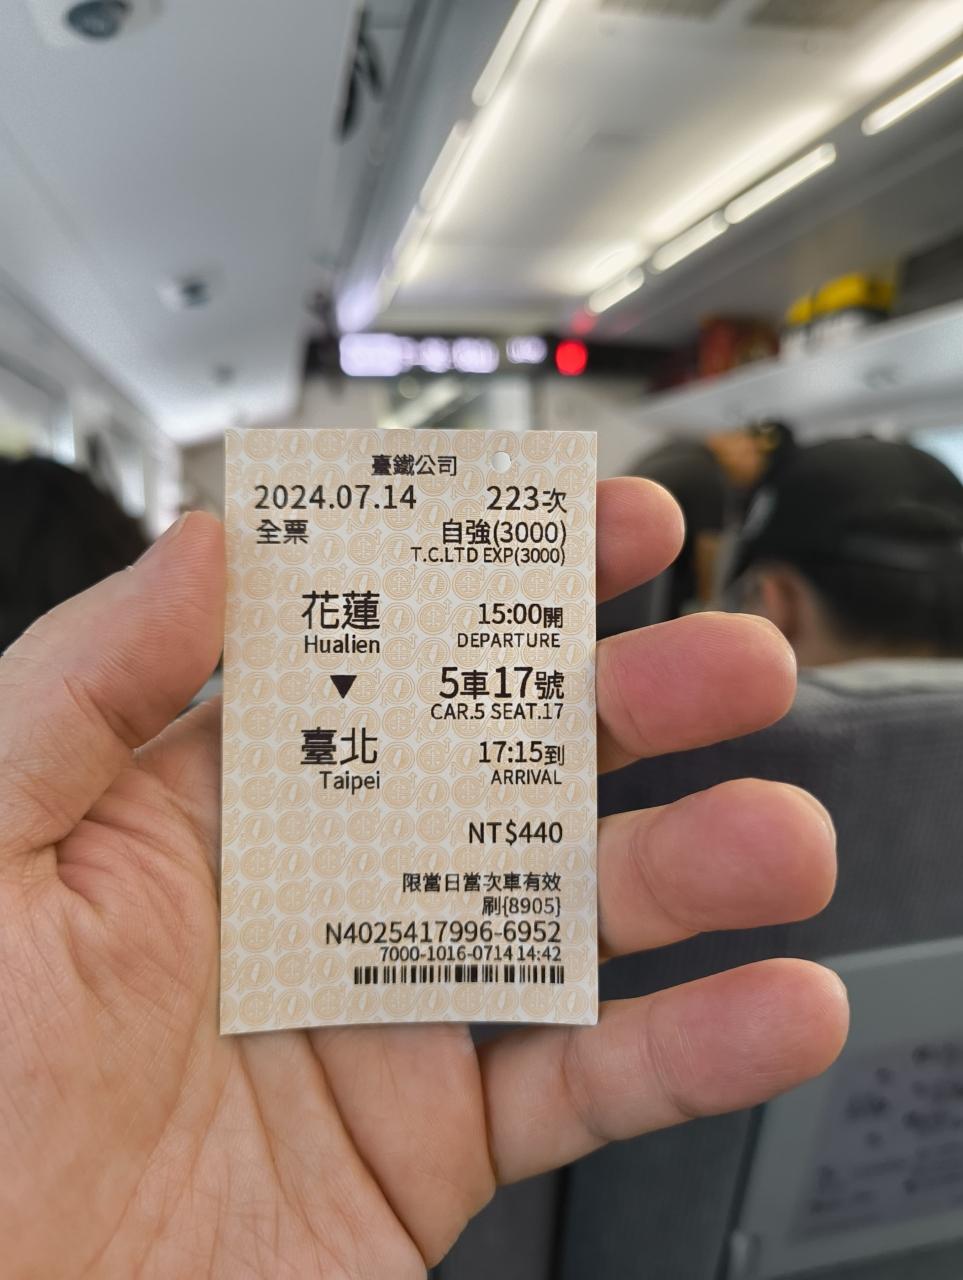 臺鐵公司
2024.07.14 223次
全票 自強(3000)
T.C.LTD EXP(3000)
花蓮 15:00開
Hualien DEPARTURE
▼ 5車17號
CAR.5 SEAT.17
臺北 17:15到
Taipei ARRIVAL
NT$440
限當日當次車有效
刷{8905}
N4025417996-6952
7000-1016-0714 14:42